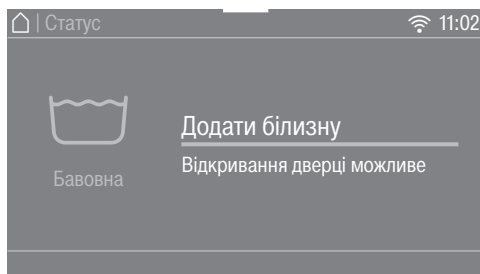 | Статус 11:02
Додати білизну
Відкривання дверці можливе
Бавовна